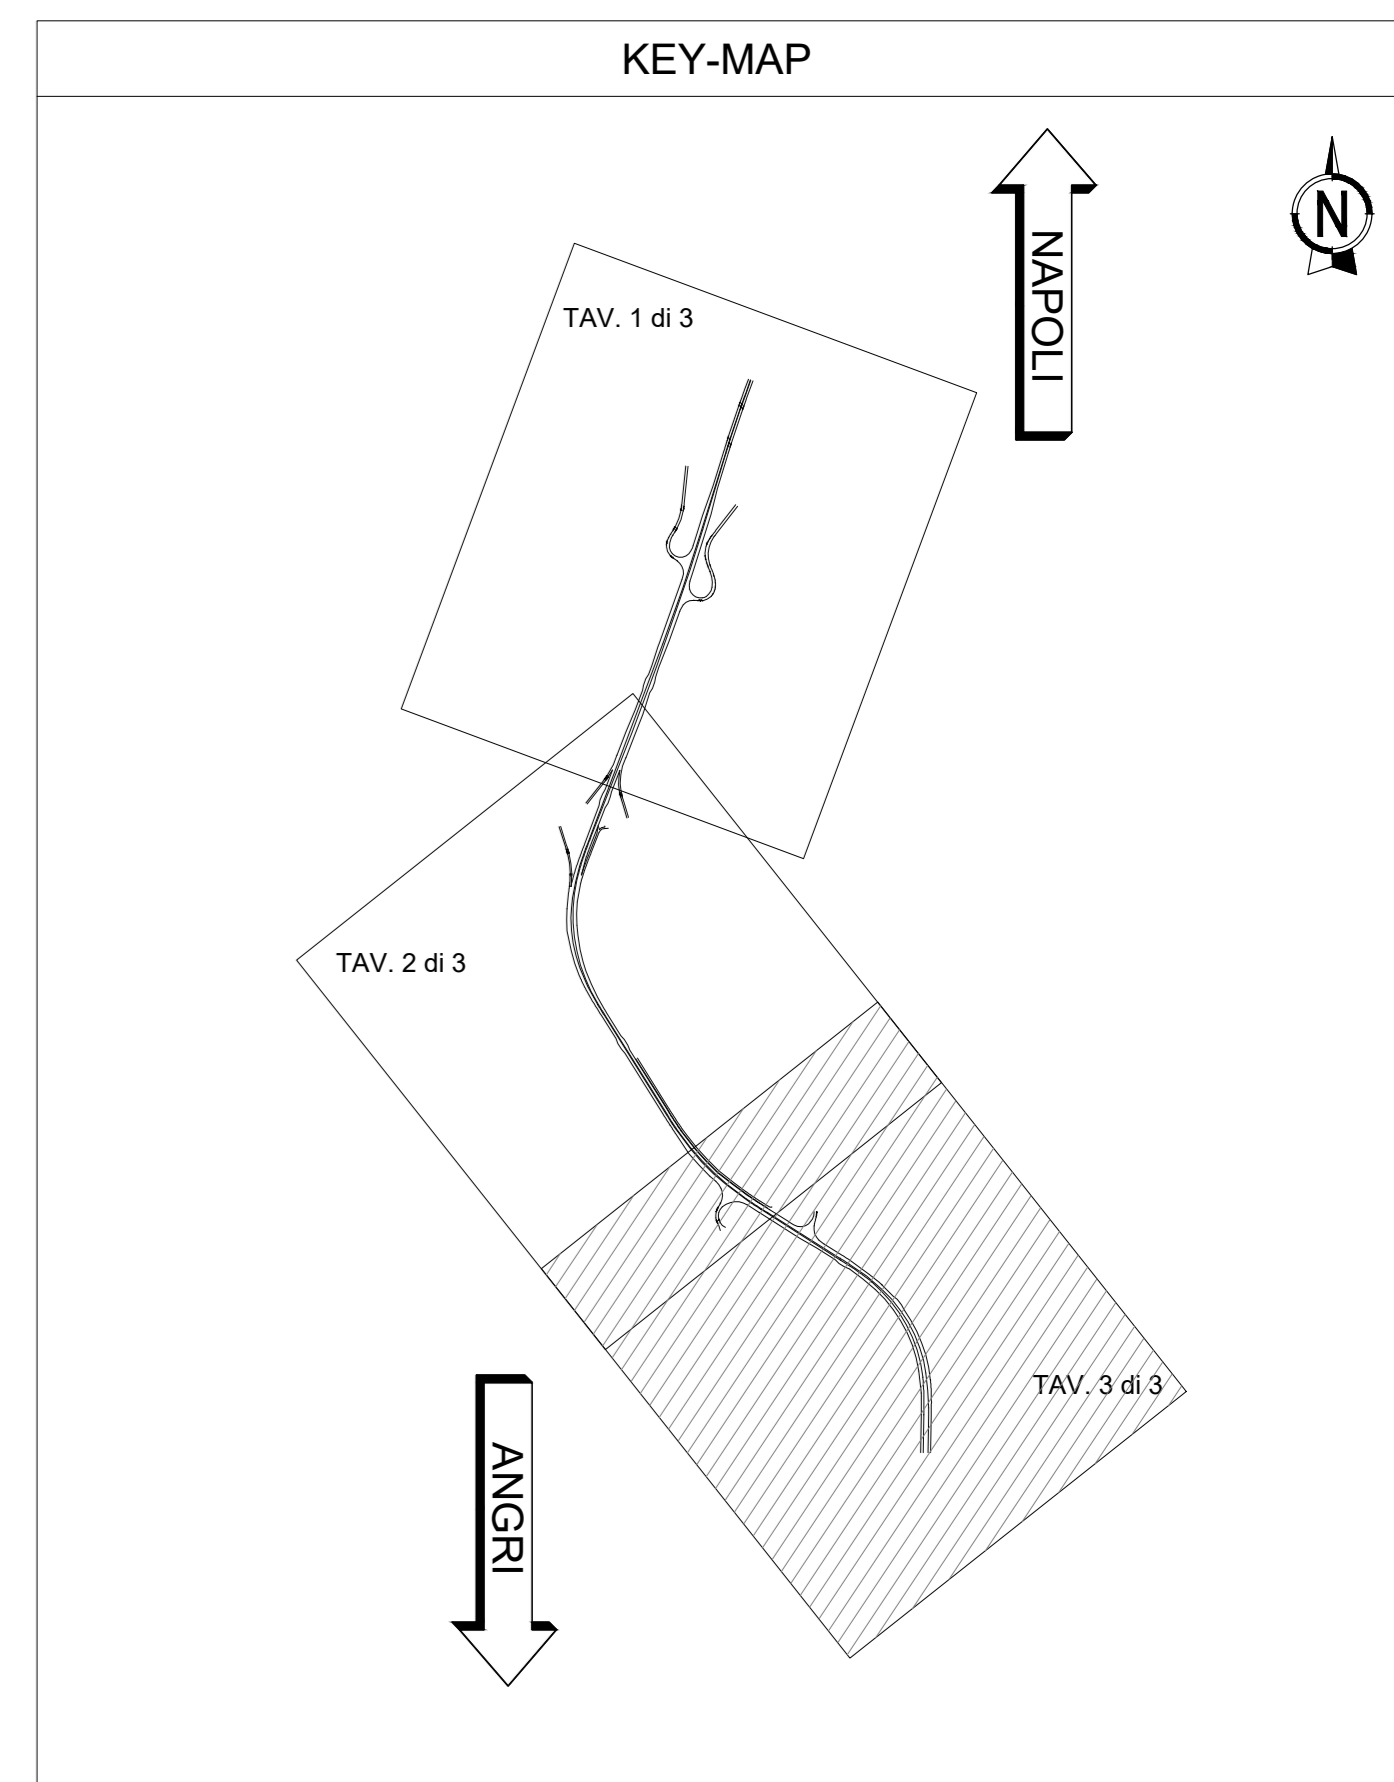 KEY-MAP
N
NAPOLI
TAV. 1 di 3
TAV. 2 di 3
TAV. 3 di 3
ANGRI